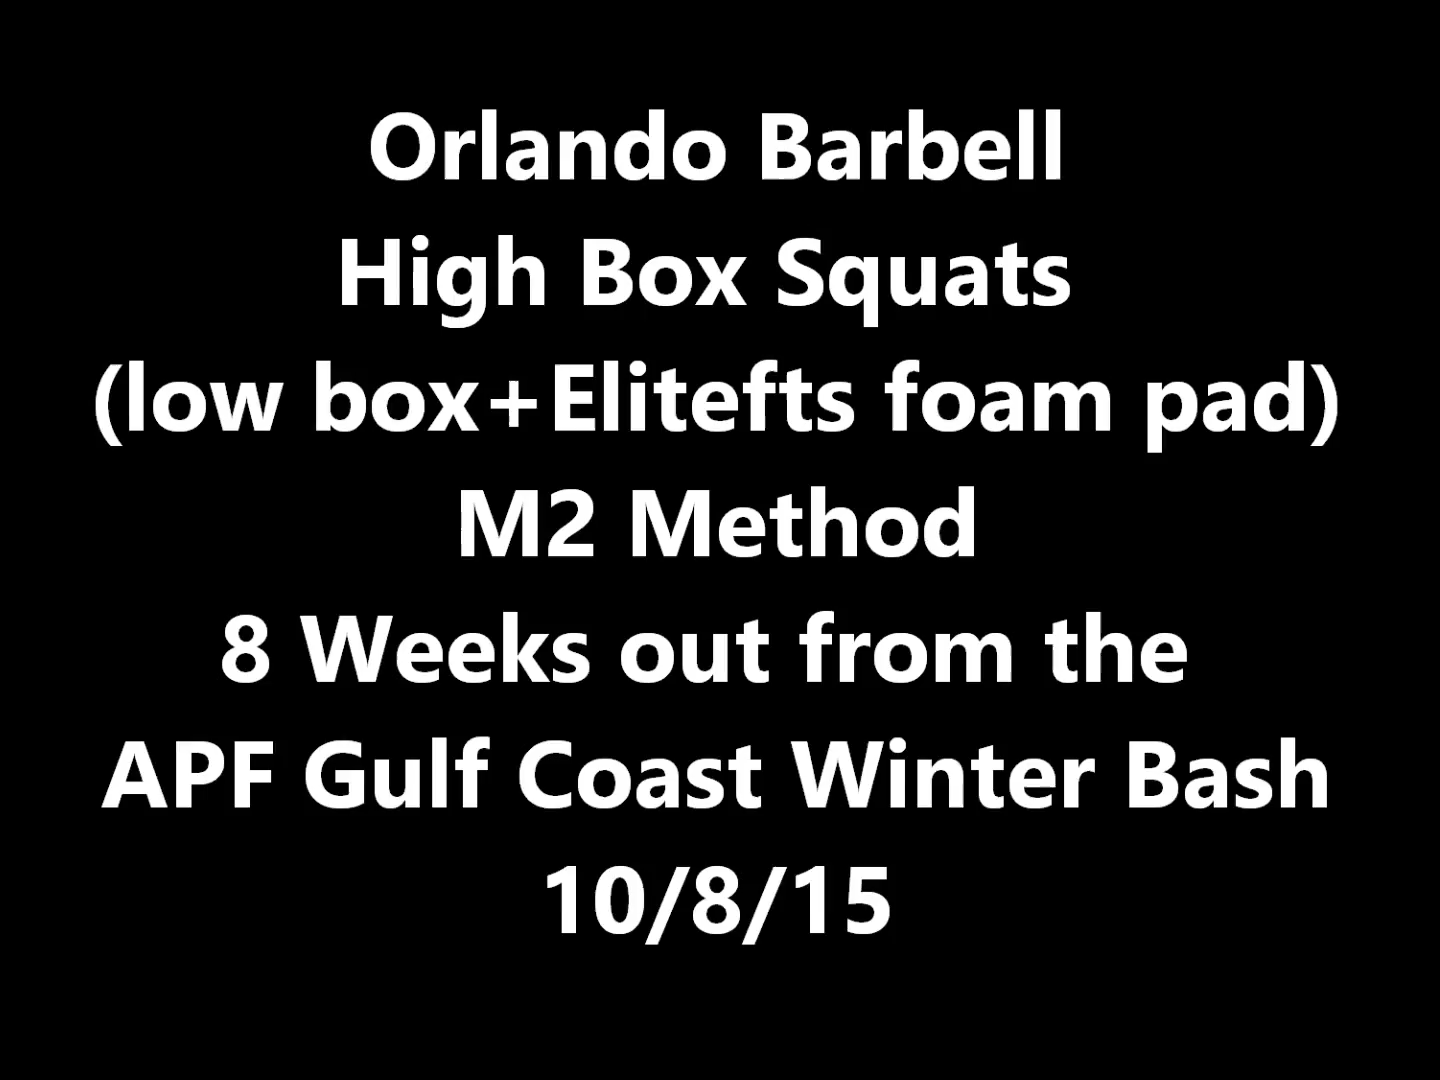 Orlando Barbell
High Box Squats
(low box+Elitefts foam pad)
M2 Method
8 Weeks out from the
APF Gulf Coast Winter Bash
10/8/15